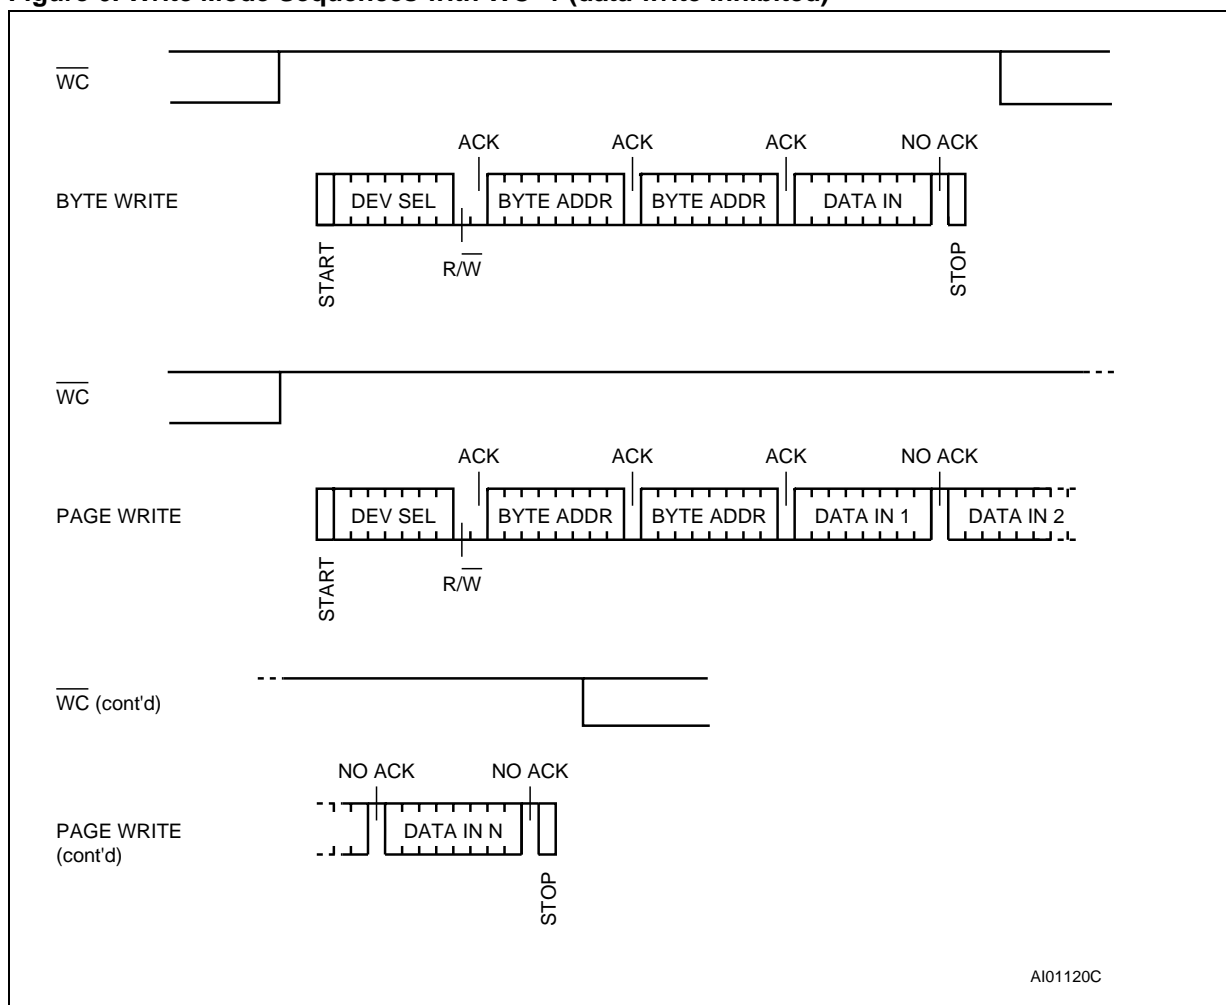 WC
ACK ACK ACK NO ACK
BYTE WRITE DEV SEL BYTE ADDR BYTE ADDR DATA IN
R/W
START STOP
WC
ACK ACK ACK NO ACK
PAGE WRITE DEV SEL BYTE ADDR BYTE ADDR DATA IN 1 DATA IN 2
R/W
START
WC (cont'd)
NO ACK NO ACK
PAGE WRITE DATA IN N
(cont'd)
STOP
AI01120C